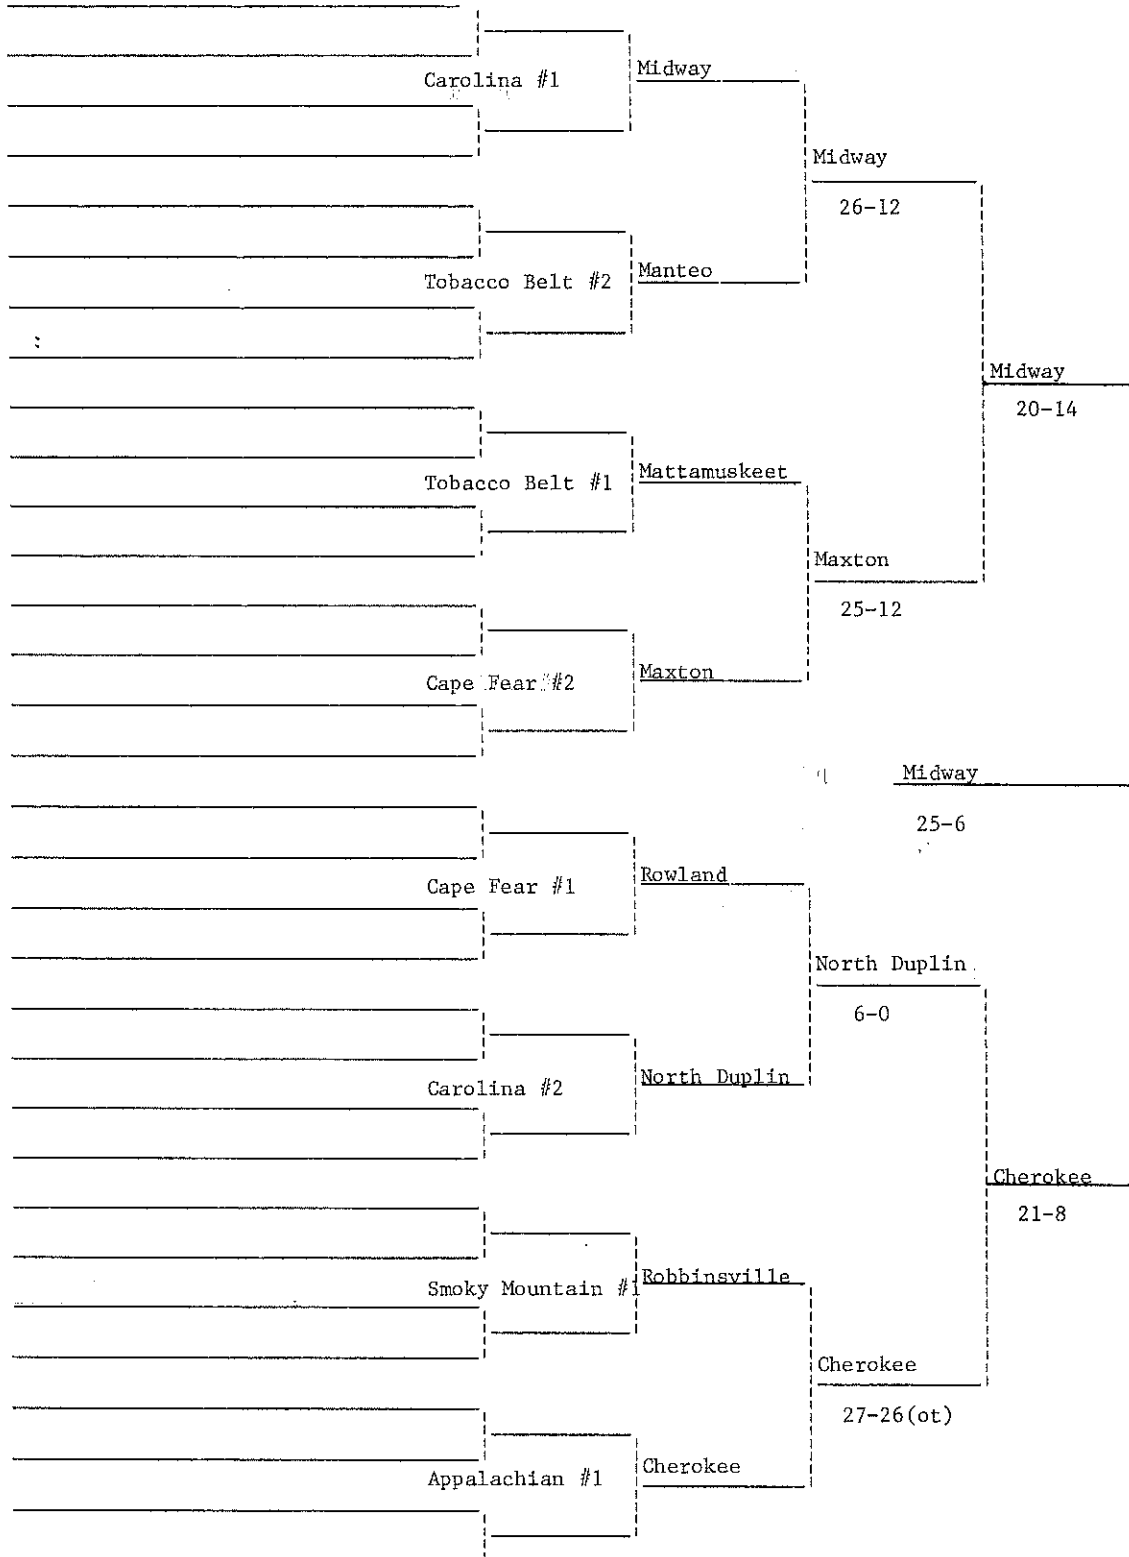 Carolina #1
Midway
Midway
26-12
Tobacco Belt #2
Manteo
Midway
20-14
Tobacco Belt #1
Mattamuskeet
Maxton
25-12
Cape Fear #2
Maxton
Midway
25-6
Cape Fear #1
Rowland
North Duplin
6-0
Carolina #2
North Duplin
Cherokee
21-8
Smoky Mountain #1
Robbinsville
Cherokee
27-26(ot)
Appalachian #1
Cherokee